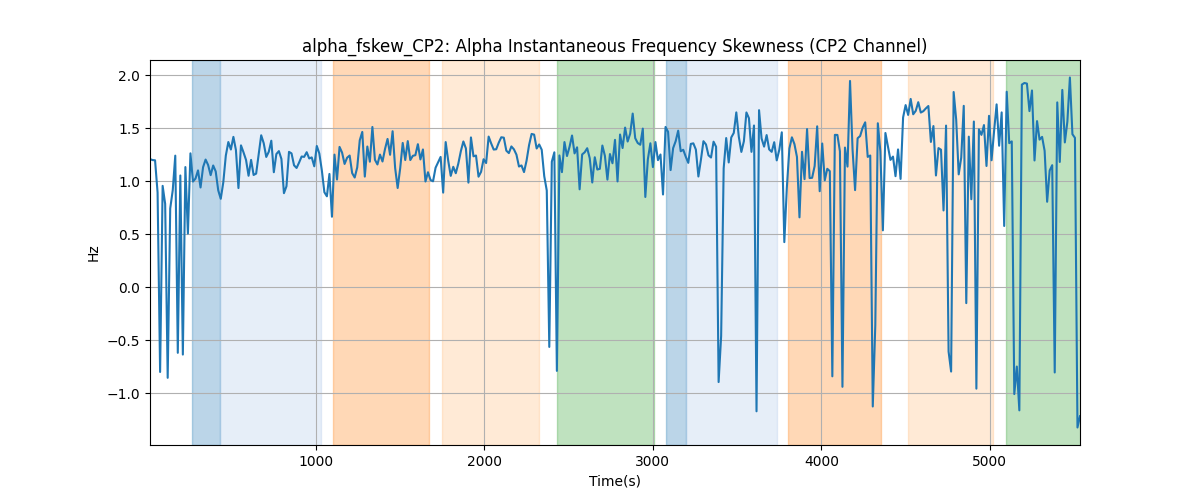 alpha_fskew_CP2: Alpha Instantaneous Frequency Skewness (CP2 Channel)
2.0
1.5
1.0
0.5
0.0
−0.5
−1.0
Hz
1000 2000 3000 4000 5000
Time(s)